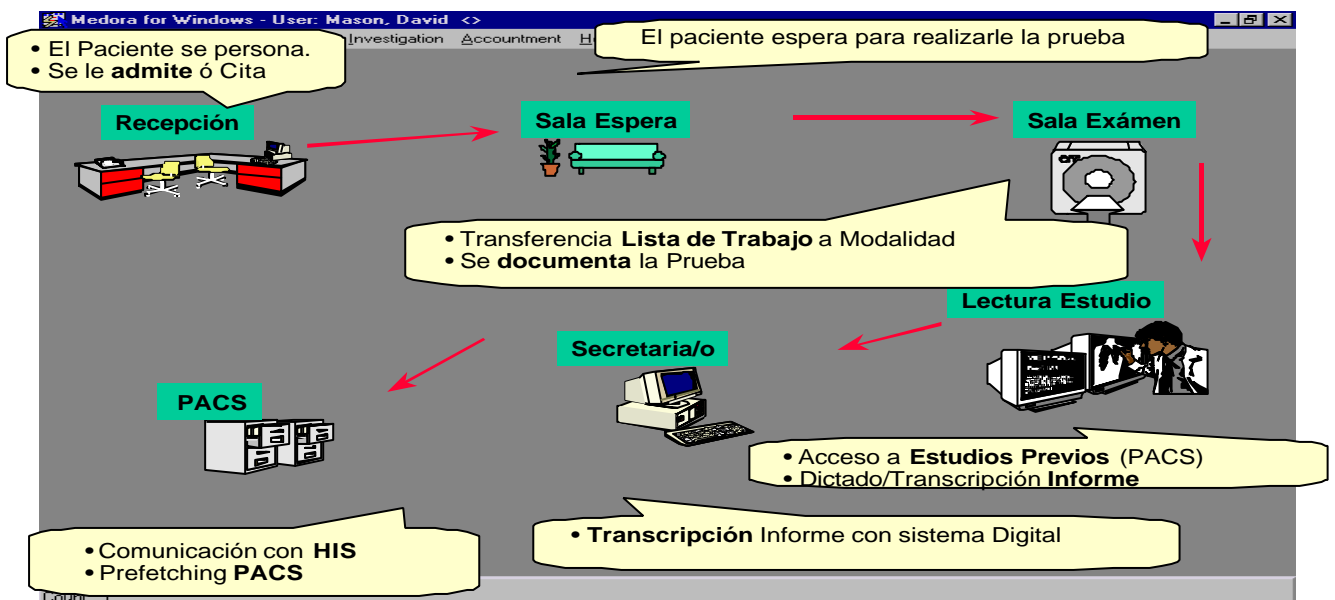 Medora for Windows - User: Mason, David <>
Investigation Accountment
• El Paciente se persona.
• Se le admite ó Cita
El paciente espera para realizarle la prueba
Recepción
Sala Espera
Sala Exámen
• Transferencia Lista de Trabajo a Modalidad
• Se documenta la Prueba
Lectura Estudio
Secretaria/o
PACS
• Acceso a Estudios Previos (PACS)
• Dictado/Transcripción Informe
• Transcripción Informe con sistema Digital
• Comunicación con HIS
• Prefetching PACS